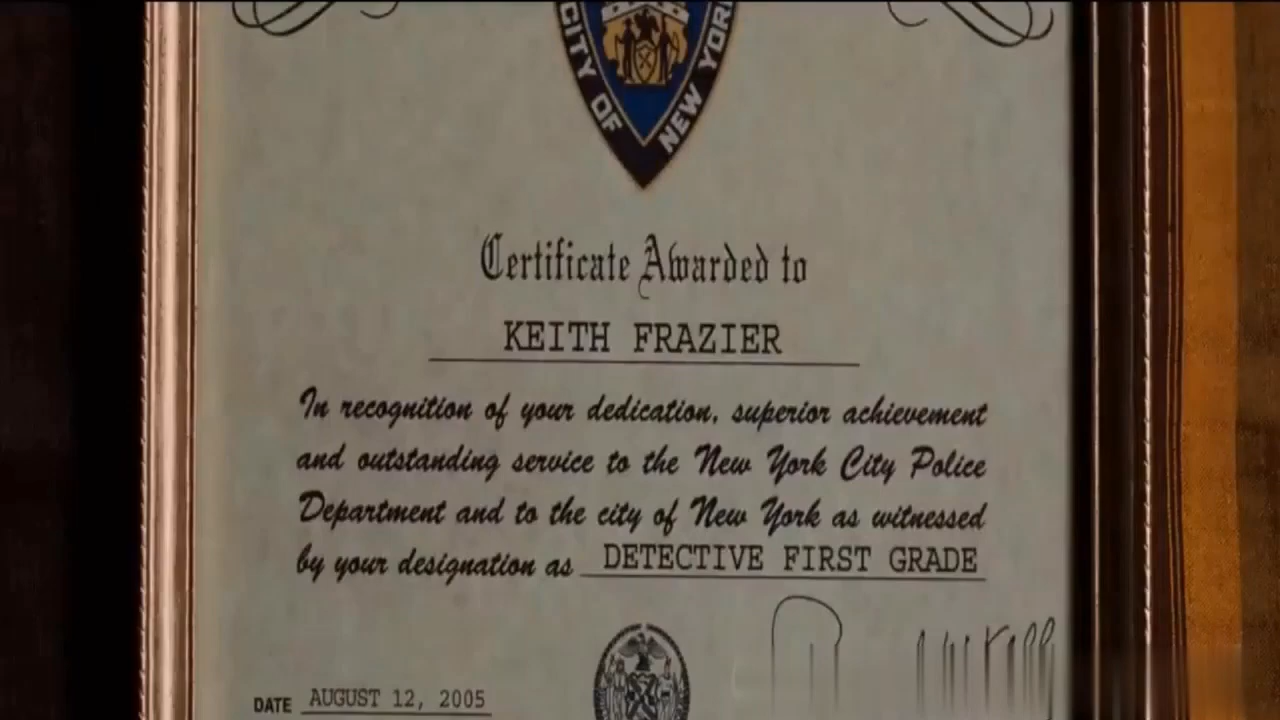 CITY OF NEW YORK
Certificate Awarded to
KEITH FRAZIER
In recognition of your dedication, superior achievement
and outstanding service to the New York City Police
Department and to the city of New York as witnessed
by your designation as DETECTIVE FIRST GRADE
DATE AUGUST 12, 2005